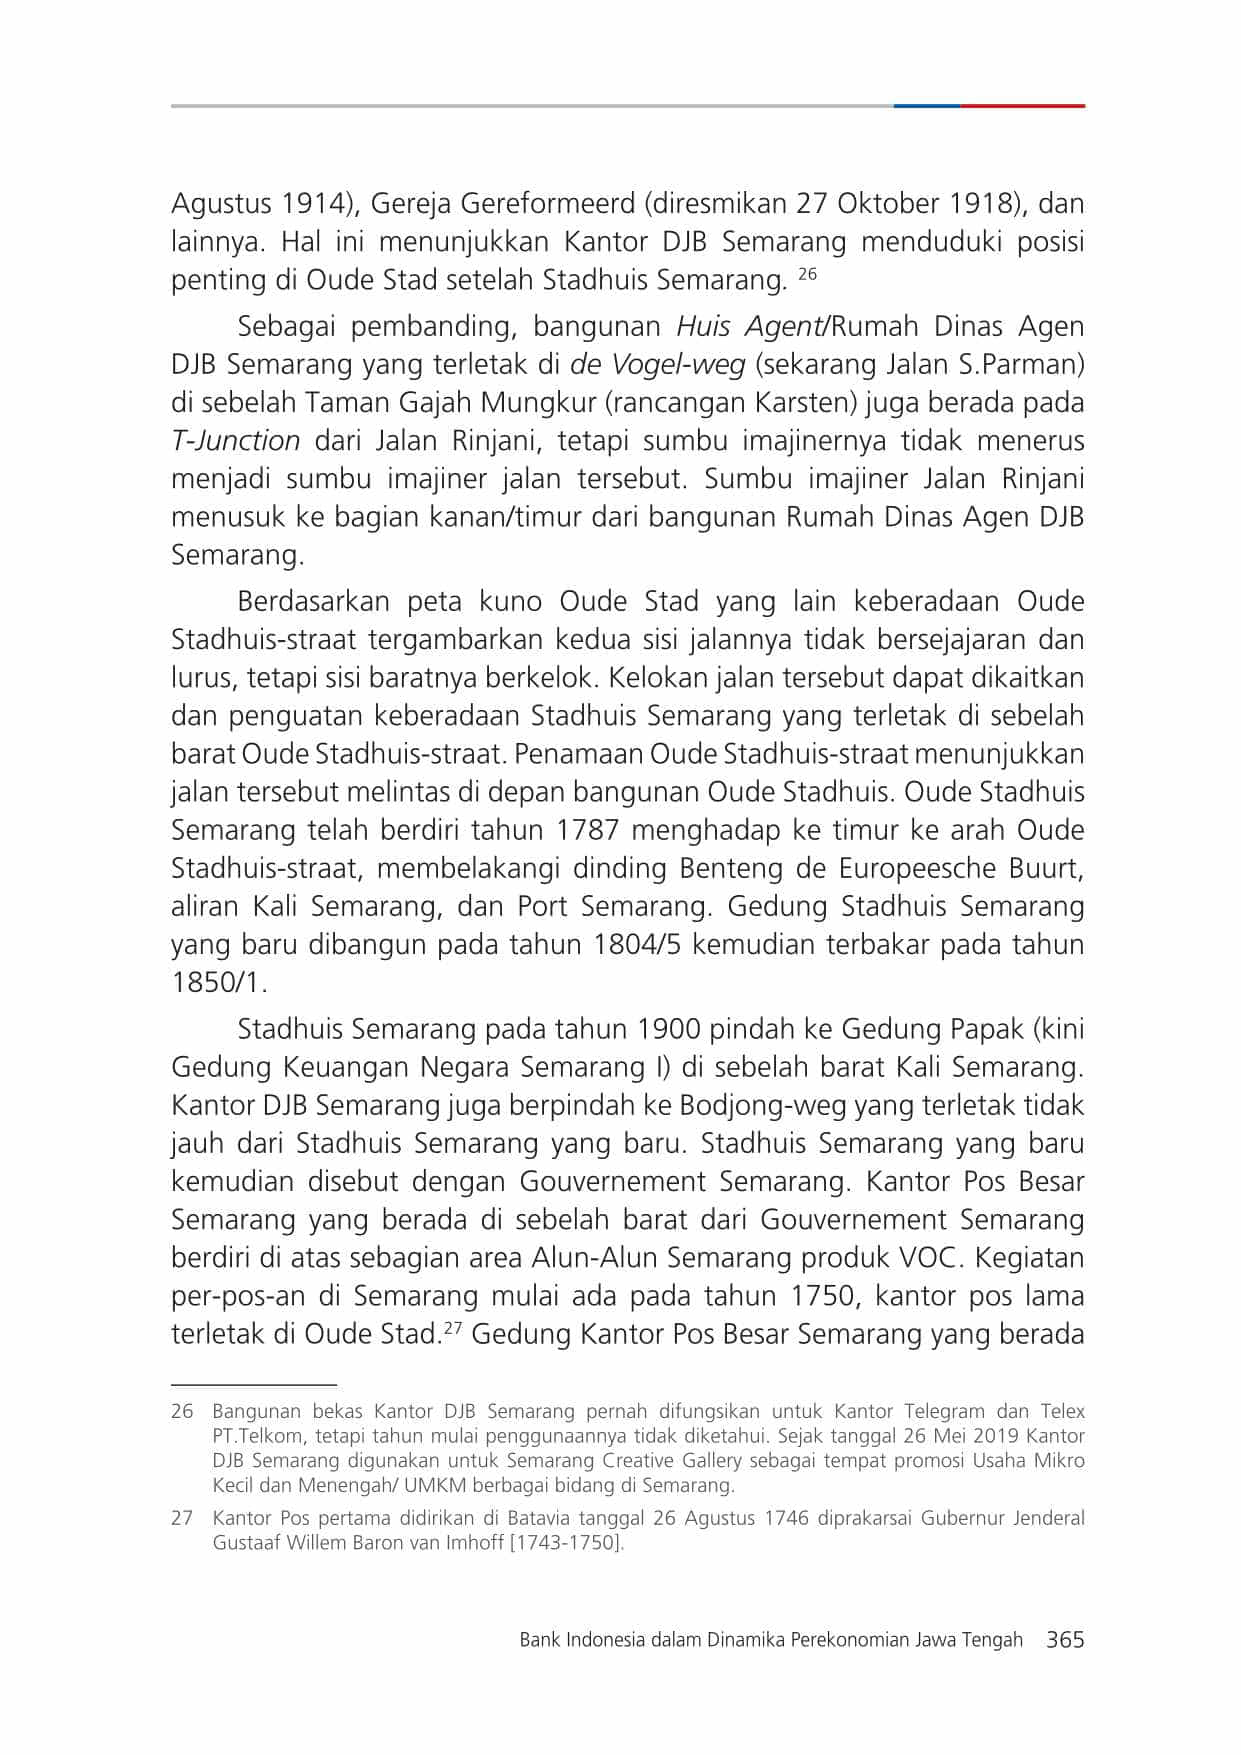 Agustus 1914), Gereja Gereformeerd (diresmikan 27 Oktober 1918), dan
lainnya. Hal ini menunjukkan Kantor DJB Semarang menduduki posisi
penting di Oude Stad setelah Stadhuis Semarang. 26
Sebagai pembanding, bangunan Huis Agent/Rumah Dinas Agen
DJB Semarang yang terletak di de Vogel-weg (sekarang Jalan S.Parman)
di sebelah Taman Gajah Mungkur (rancangan Karsten) juga berada pada
T-Junction dari Jalan Rinjani, tetapi sumbu imajinernya tidak menerus
menjadi sumbu imajiner jalan tersebut. Sumbu imajiner Jalan Rinjani
menusuk ke bagian kanan/timur dari bangunan Rumah Dinas Agen DJB
Semarang.
Berdasarkan peta kuno Oude Stad yang lain keberadaan Oude
Stadhuis-straat tergambarkan kedua sisi jalannya tidak bersejajaran dan
lurus, tetapi sisi baratnya berkelok. Kelokan jalan tersebut dapat dikaitkan
dan penguatan keberadaan Stadhuis Semarang yang terletak di sebelah
barat Oude Stadhuis-straat. Penamaan Oude Stadhuis-straat menunjukkan
jalan tersebut melintas di depan bangunan Oude Stadhuis. Oude Stadhuis
Semarang telah berdiri tahun 1787 menghadap ke timur ke arah Oude
Stadhuis-straat, membelakangi dinding Benteng de Europeesche Buurt,
aliran Kali Semarang, dan Port Semarang. Gedung Stadhuis Semarang
yang baru dibangun pada tahun 1804/5 kemudian terbakar pada tahun
1850/1.
Stadhuis Semarang pada tahun 1900 pindah ke Gedung Papak (kini
Gedung Keuangan Negara Semarang I) di sebelah barat Kali Semarang.
Kantor DJB Semarang juga berpindah ke Bodjong-weg yang terletak tidak
jauh dari Stadhuis Semarang yang baru. Stadhuis Semarang yang baru
kemudian disebut dengan Gouvernement Semarang. Kantor Pos Besar
Semarang yang berada di sebelah barat dari Gouvernement Semarang
berdiri di atas sebagian area Alun-Alun Semarang produk VOC. Kegiatan
per-pos-an di Semarang mulai ada pada tahun 1750, kantor pos lama
terletak di Oude Stad.27 Gedung Kantor Pos Besar Semarang yang berada
26 Bangunan bekas Kantor DJB Semarang pernah difungsikan untuk Kantor Telegram dan Telex
PT.Telkom, tetapi tahun mulai penggunaannya tidak diketahui. Sejak tanggal 26 Mei 2019 Kantor
DJB Semarang digunakan untuk Semarang Creative Gallery sebagai tempat promosi Usaha Mikro
Kecil dan Menengah/ UMKM berbagai bidang di Semarang.
27 Kantor Pos pertama didirikan di Batavia tanggal 26 Agustus 1746 diprakarsai Gubernur Jenderal
Gustaaf Willem Baron van Imhoff [1743-1750].
Bank Indonesia dalam Dinamika Perekonomian Jawa Tengah 365